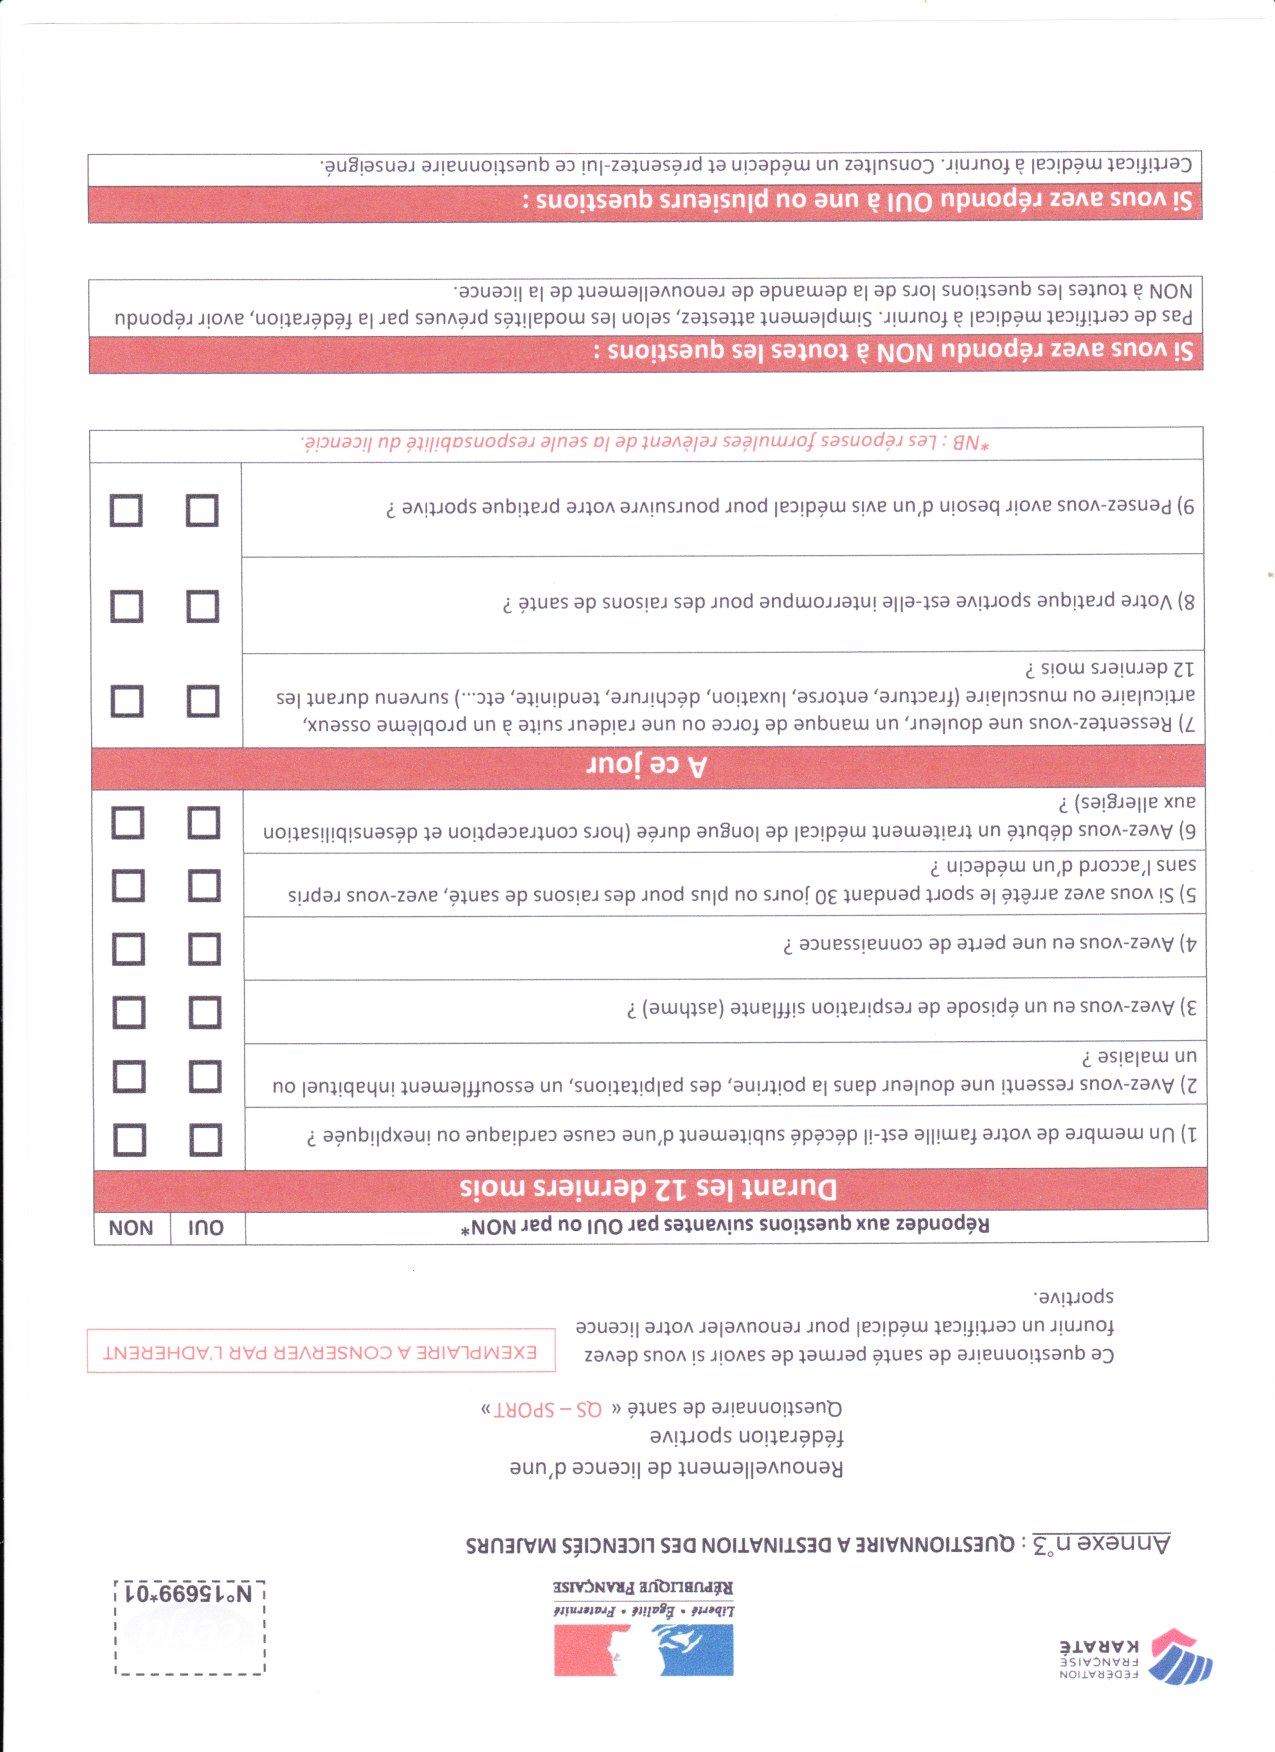 FÉDÉRATION
FRANÇAISE
KARATÉ
Liberté • Égalité • Fraternité
RÉPUBLIQUE FRANÇAISE
cerfa
N°15699*01
Annexe n°3 : QUESTIONNAIRE A DESTINATION DES LICENCIÉS MAJEURS
Renouvellement de licence d'une
fédération sportive
Questionnaire de santé « QS – SPORT »
Ce questionnaire de santé permet de savoir si vous devez
fournir un certificat médical pour renouveler votre licence
sportive.
EXEMPLAIRE A CONSERVER PAR L'ADHERENT
Répondez aux questions suivantes par OUI ou par NON* OUI NON
Durant les 12 derniers mois
1) Un membre de votre famille est-il décédé subitement d'une cause cardiaque ou inexpliquée ?
2) Avez-vous ressenti une douleur dans la poitrine, des palpitations, un essoufflement inhabituel ou
un malaise ?
3) Avez-vous eu un épisode de respiration sifflante (asthme) ?
4) Avez-vous eu une perte de connaissance ?
5) Si vous avez arrêté le sport pendant 30 jours ou plus pour des raisons de santé, avez-vous repris
sans l'accord d'un médecin ?
6) Avez-vous débuté un traitement médical de longue durée (hors contraception et désensibilisation
aux allergies) ?
A ce jour
7) Ressentez-vous une douleur, un manque de force ou une raideur suite à un problème osseux,
articulaire ou musculaire (fracture, entorse, luxation, déchirure, tendinite, etc...) survenu durant les
12 derniers mois ?
8) Votre pratique sportive est-elle interrompue pour des raisons de santé ?
9) Pensez-vous avoir besoin d'un avis médical pour poursuivre votre pratique sportive ?
*NB : Les réponses formulées relèvent de la seule responsabilité du licencié.
Si vous avez répondu NON à toutes les questions :
Pas de certificat médical à fournir. Simplement attestez, selon les modalités prévues par la fédération, avoir répondu
NON à toutes les questions lors de la demande de renouvellement de la licence.
Si vous avez répondu OUI à une ou plusieurs questions :
Certificat médical à fournir. Consultez un médecin et présentez-lui ce questionnaire renseigné.